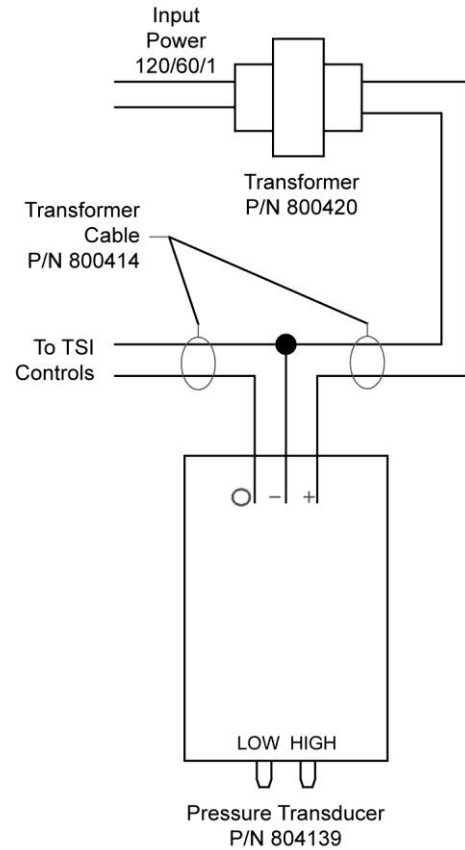 Input
Power
120/60/1
Transformer
P/N 800420
Transformer
Cable
P/N 800414
To TSI
Controls
O - +
LOW HIGH
Pressure Transducer
P/N 804139